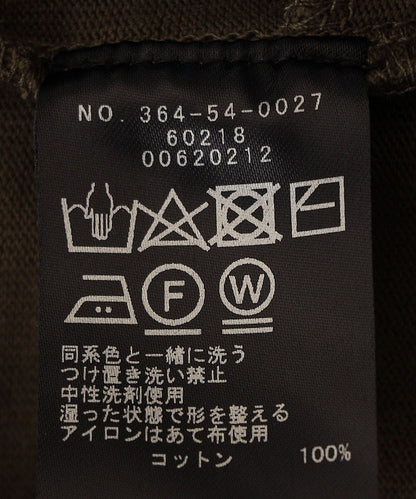 NO. 364-54-0027
60218
00620212
F W
同系色と一緒に洗う
つけ置き洗い禁止
中性洗剤使用
湿った状態で形を整える
アイロンはあて布使用
コットン 100%